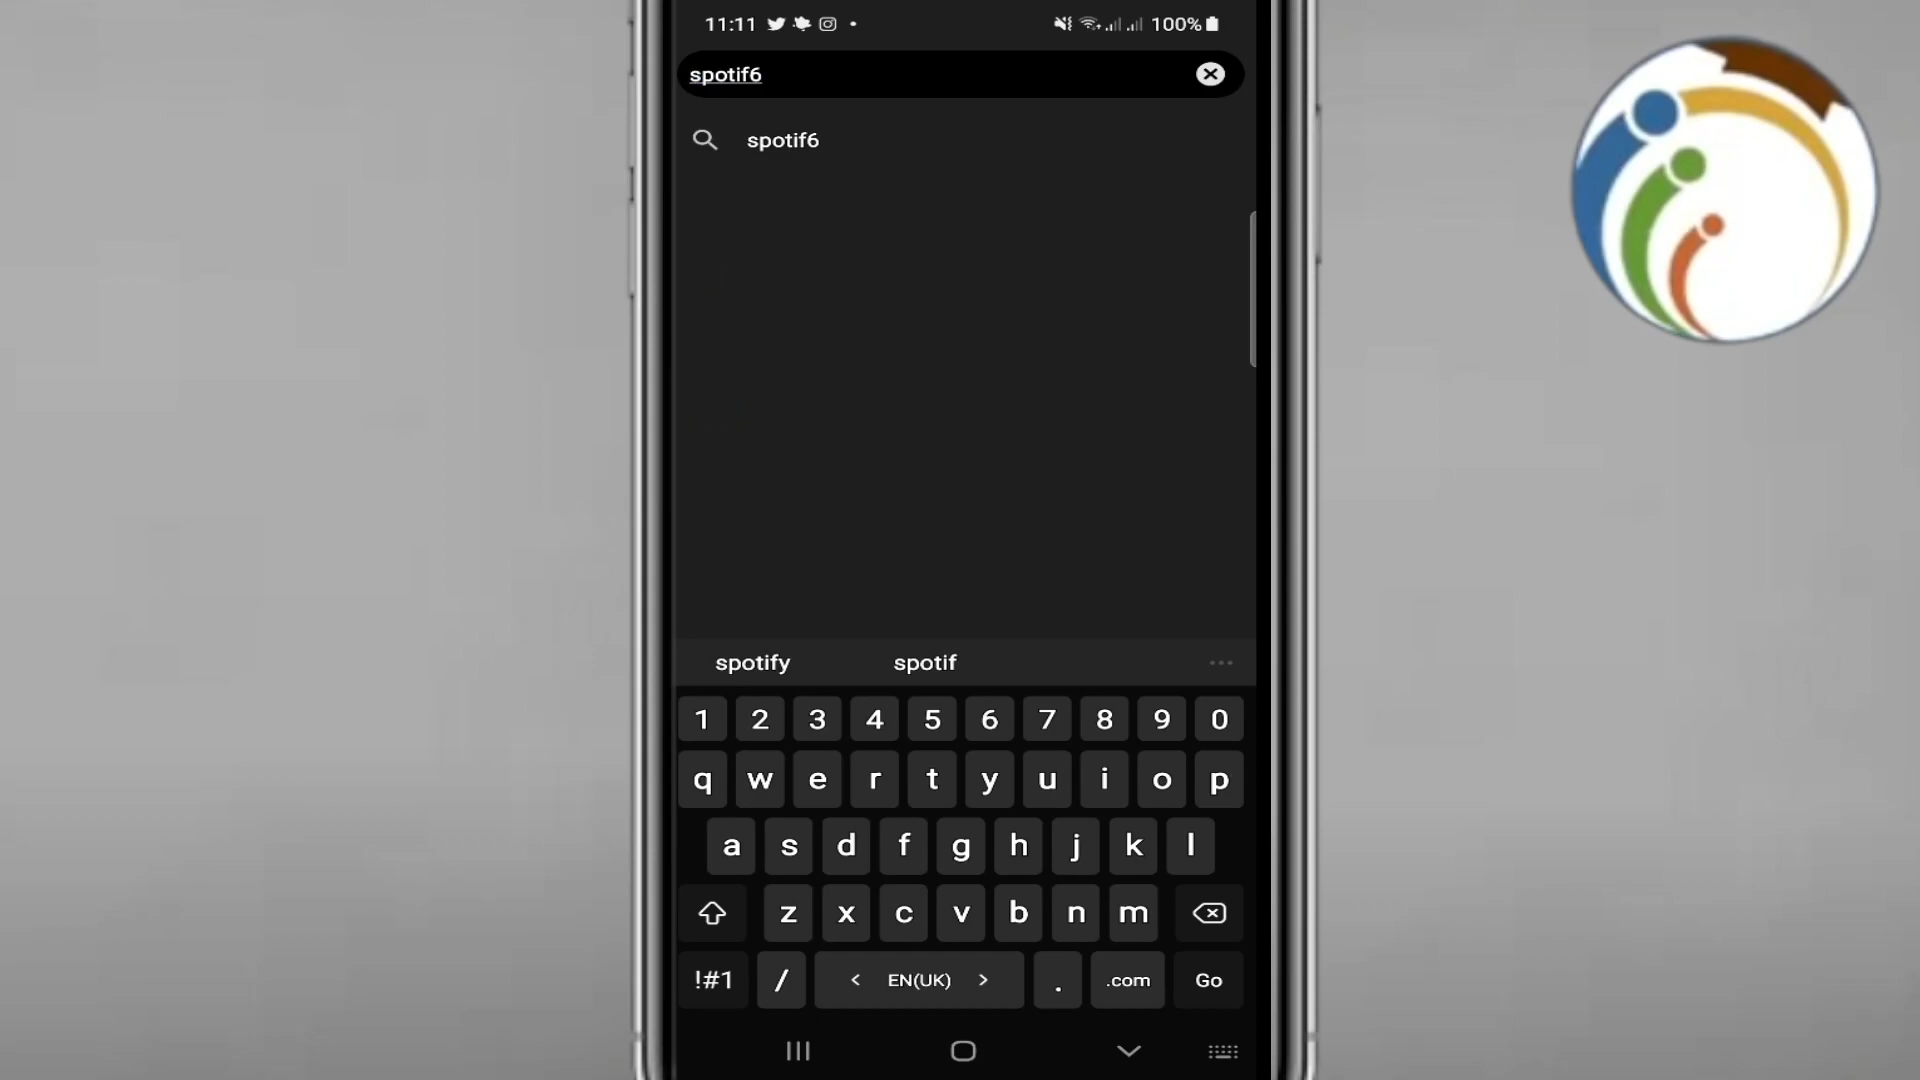 11:11 100%
spotif6
spotif6
spotify spotif ...
1 2 3 4 5 6 7 8 9 0
q w e r t y u i o p
a s d f g h j k l
z x c v b n m
!#1 / < EN(UK) > . .com Go